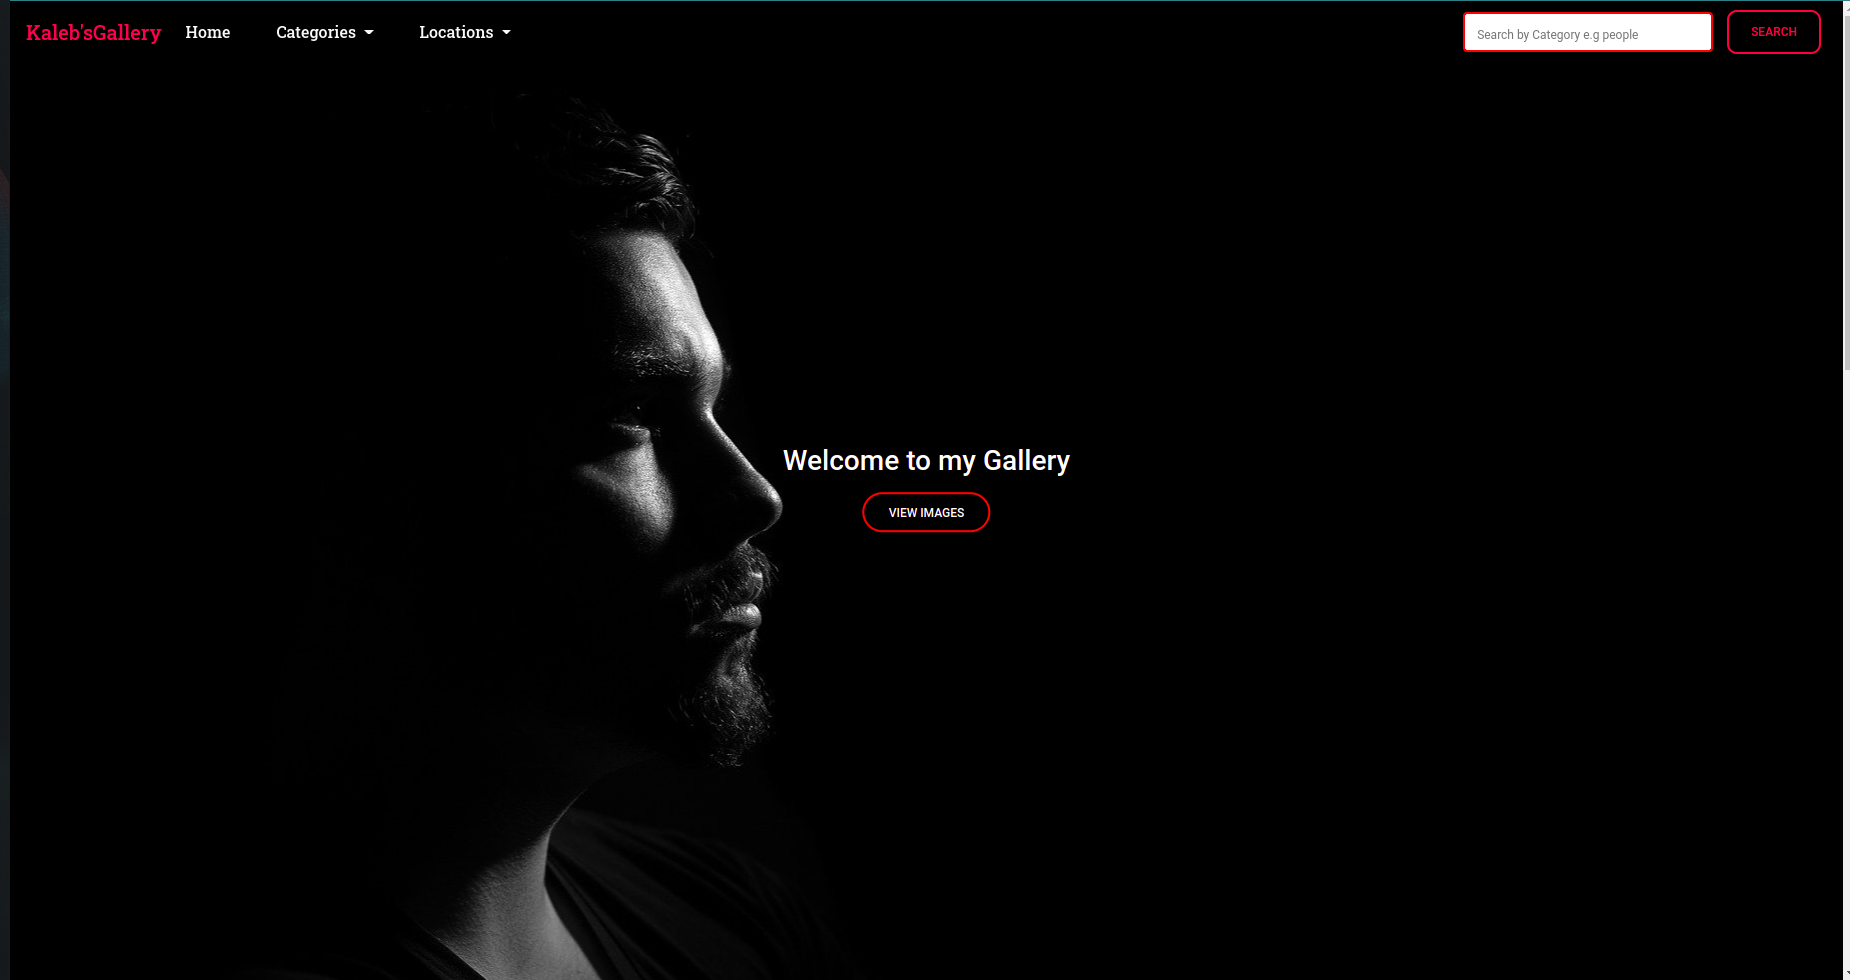 Kaleb'sGallery Home Categories Locations Search by Category e.g people SEARCH
Welcome to my Gallery
VIEW IMAGES